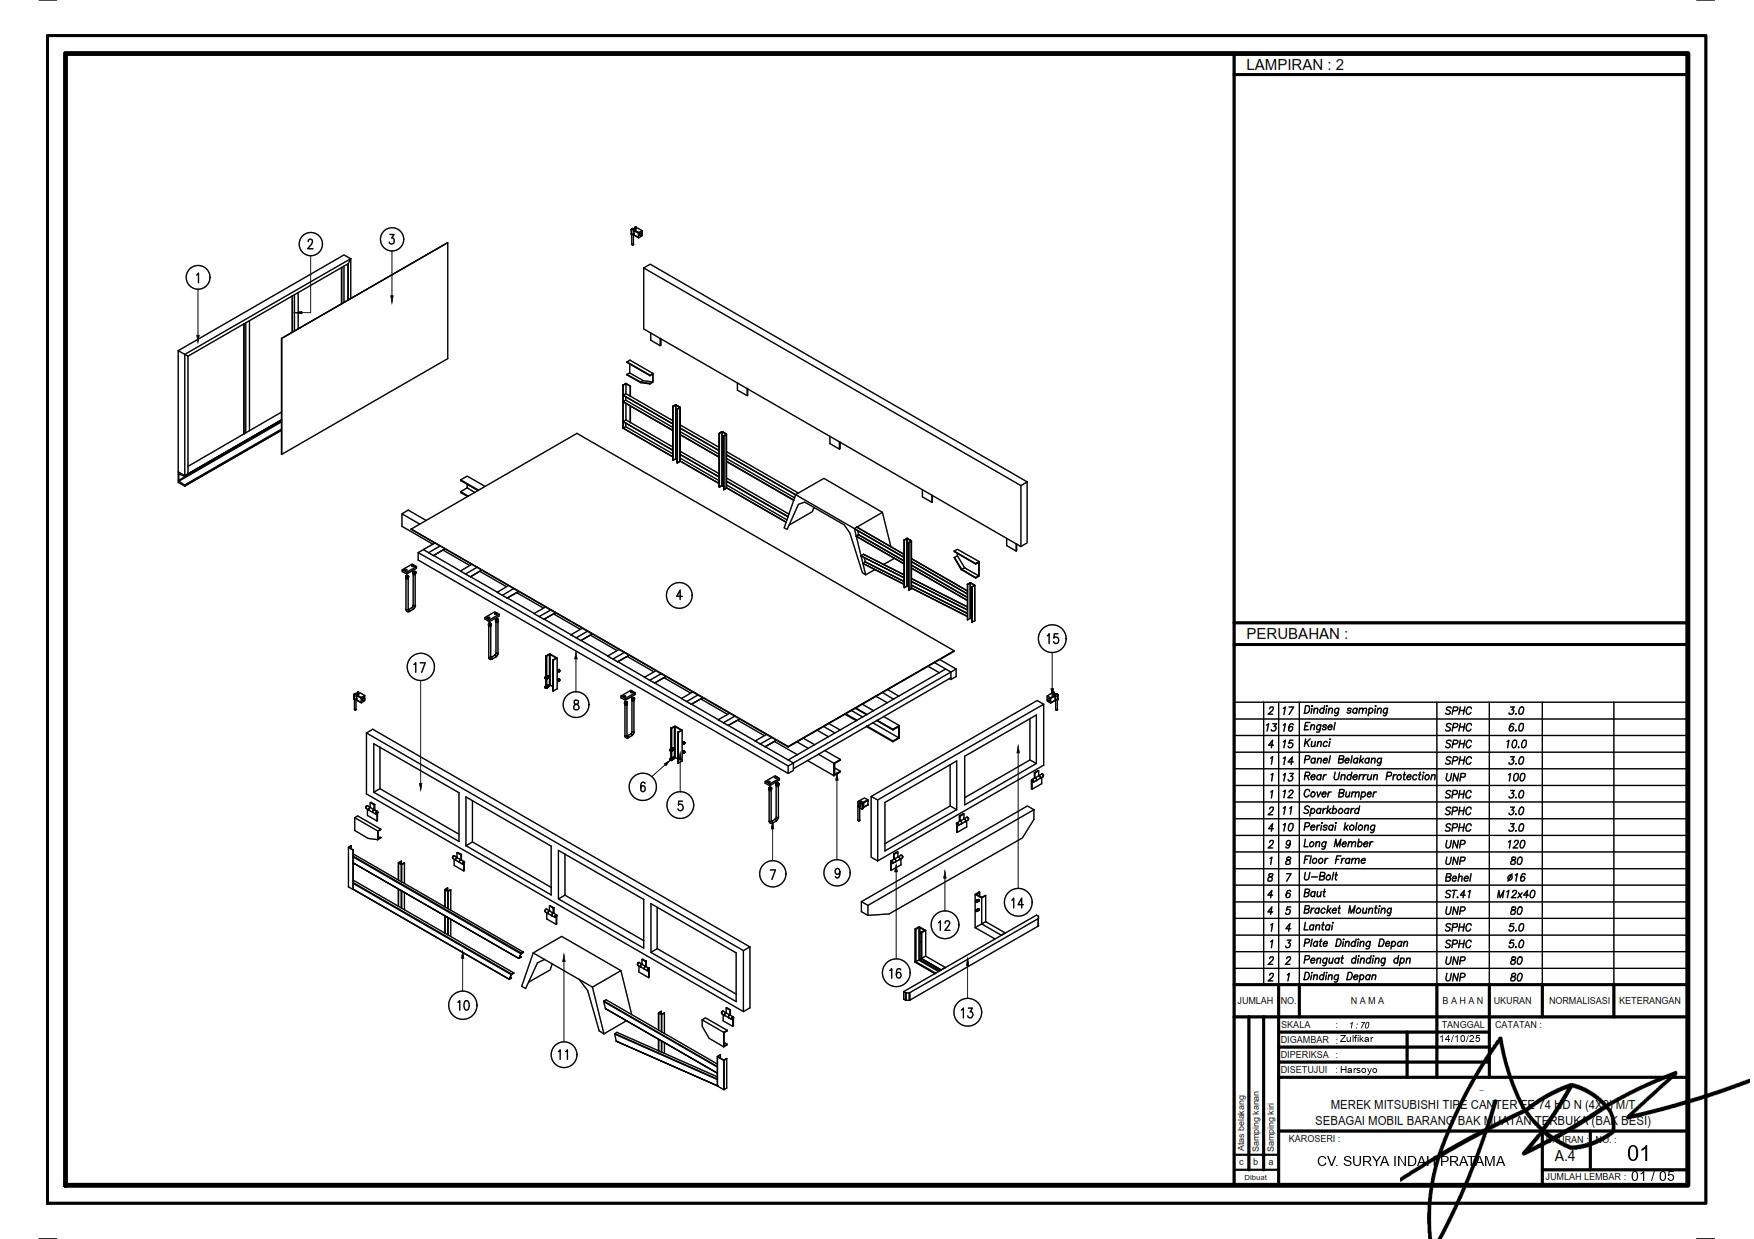 LAMPIRAN : 2
1
2
3
4
17
8
6
5
7
9
15
14
12
16
13
10
11
PERUBAHAN :
2 17 Dinding samping SPHC 3.0
13 16 Engsel SPHC 6.0
4 15 Kunci SPHC 10.0
1 14 Panel Belakang SPHC 3.0
1 13 Rear Underrun Protection UNP 100
1 12 Cover Bumper SPHC 3.0
2 11 Sparkboard SPHC 3.0
4 10 Perisai kolong SPHC 3.0
2 9 Long Member UNP 120
1 8 Floor Frame UNP 80
8 7 U-Bolt Behel ø16
4 6 Baut ST.41 M12x40
4 5 Bracket Mounting UNP 80
1 4 Lantai SPHC 5.0
1 3 Plate Dinding Depan SPHC 5.0
2 2 Penguat dinding dpn UNP 80
2 1 Dinding Depan UNP 80
JUMLAH NO. N A M A B A H A N UKURAN NORMALISASI KETERANGAN
SKALA : 1 : 70 TANGGAL CATATAN :
DIGAMBAR : Zulfikar 14/10/25
DIPERIKSA :
DISETUJUI : Harsoyo
MEREK MITSUBISHI TIPE CANTER FE 74 HD N (4X2) M/T
SEBAGAI MOBIL BARANG BAK MUATAN TERBUKA (BAK BESI)
KAROSERI :
CV. SURYA INDAH PRATAMA
UKURAN : NO. :
A.4 01
JUMLAH LEMBAR : 01 / 05
Atas belakang
Samping kanan
Samping kiri
c b a
Dibuat